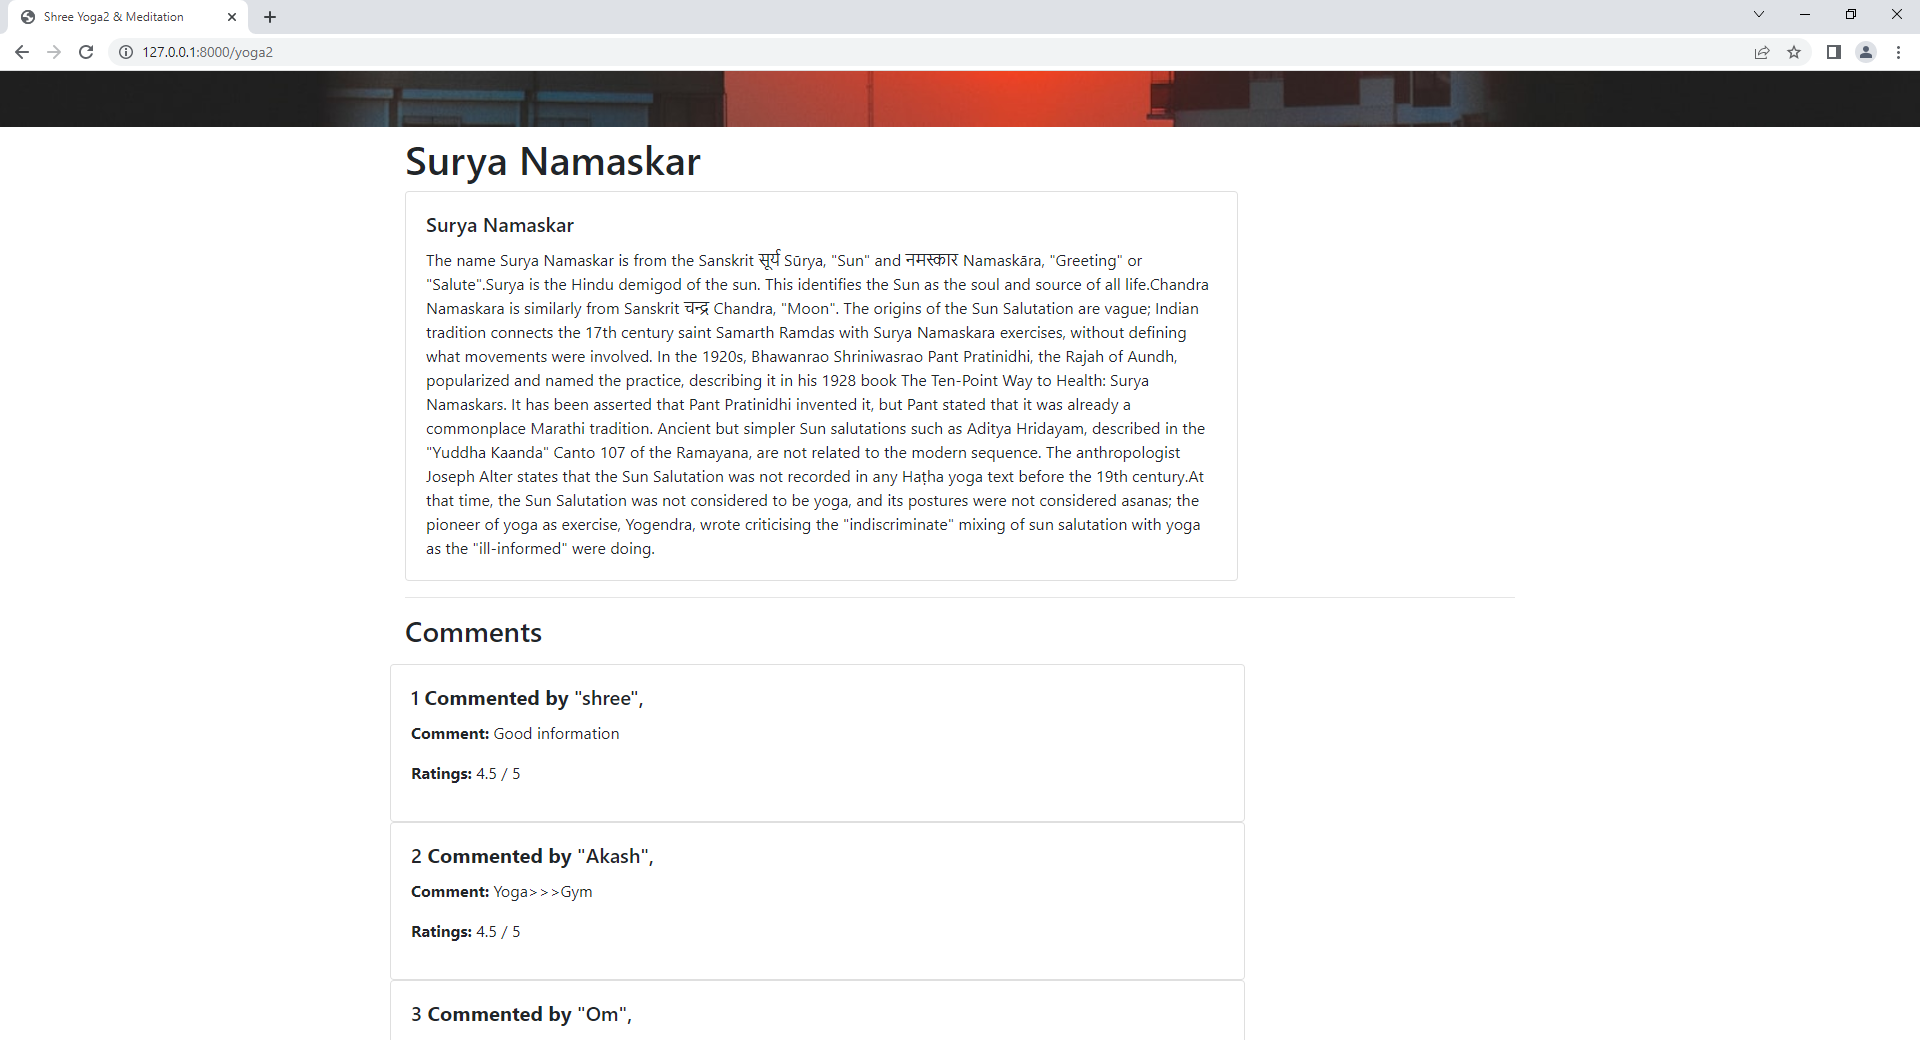 Shree Yoga2 & Meditation
127.0.0.1:8000/yoga2
Surya Namaskar
Surya Namaskar
The name Surya Namaskar is from the Sanskrit सूर्य Sūrya, "Sun" and नमस्कार Namaskāra, "Greeting" or
"Salute".Surya is the Hindu demigod of the sun. This identifies the Sun as the soul and source of all life.Chandra
Namaskara is similarly from Sanskrit चन्द्र Chandra, "Moon". The origins of the Sun Salutation are vague; Indian
tradition connects the 17th century saint Samarth Ramdas with Surya Namaskara exercises, without defining
what movements were involved. In the 1920s, Bhawanrao Shriniwasrao Pant Pratinidhi, the Rajah of Aundh,
popularized and named the practice, describing it in his 1928 book The Ten-Point Way to Health: Surya
Namaskars. It has been asserted that Pant Pratinidhi invented it, but Pant stated that it was already a
commonplace Marathi tradition. Ancient but simpler Sun salutations such as Aditya Hridayam, described in the
"Yuddha Kaanda" Canto 107 of the Ramayana, are not related to the modern sequence. The anthropologist
Joseph Alter states that the Sun Salutation was not recorded in any Haṭha yoga text before the 19th century.At
that time, the Sun Salutation was not considered to be yoga, and its postures were not considered asanas; the
pioneer of yoga as exercise, Yogendra, wrote criticising the "indiscriminate" mixing of sun salutation with yoga
as the "ill-informed" were doing.
Comments
1 Commented by "shree",
Comment: Good information
Ratings: 4.5 / 5
2 Commented by "Akash",
Comment: Yoga>>>Gym
Ratings: 4.5 / 5
3 Commented by "Om",